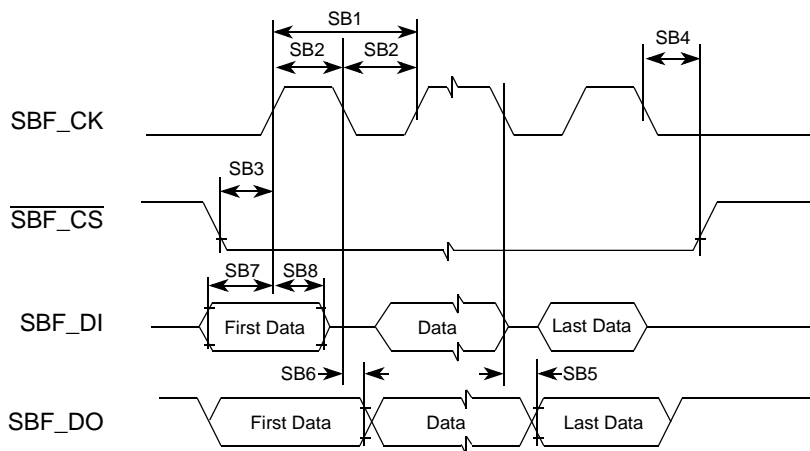 SB1
SB2 SB2 SB4
SBF_CK
SB3
SBF_CS
SB7 SB8
SBF_DI First Data Data Last Data
SB6 SB5
SBF_DO First Data Data Last Data